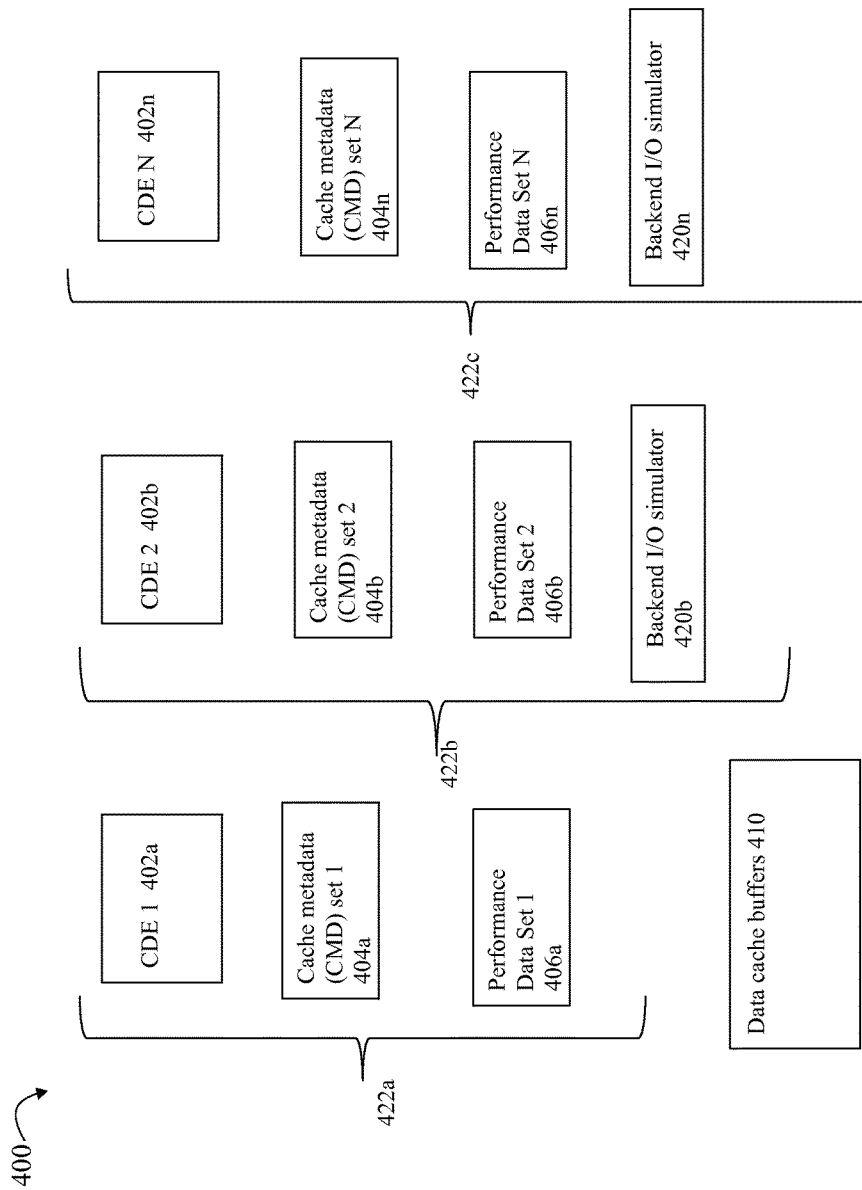 400
422a
CDE 1  402a
Cache metadata
(CMD) set 1
404a
Performance
Data Set 1
406a
Data cache buffers 410
422b
CDE 2  402b
Cache metadata
(CMD) set 2
404b
Performance
Data Set 2
406b
Backend I/O simulator
420b
422c
CDE N  402n
Cache metadata
(CMD) set N
404n
Performance
Data Set N
406n
Backend I/O simulator
420n